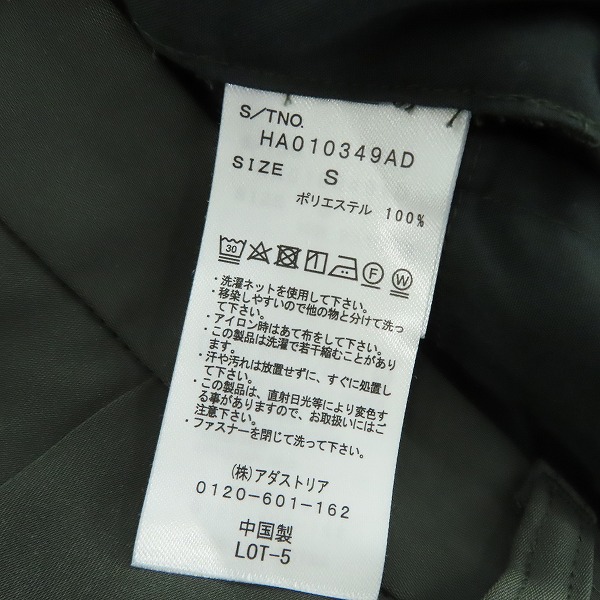 S/TNO.
HA010349AD
SIZE S
ポリエステル 100%
30 F W
・洗濯ネットを使用して下さい。
・移染しやすいので他の物と分けて洗っ
て下さい。
・アイロン時はあて布をして下さい。
・この製品は洗濯で若干縮むことがあり
ます。
・汗や汚れは放置せずに、すぐに処置し
て下さい。
・この製品は、直射日光等により変色す
る事がありますので、お取扱いにはご
注意下さい。
・ファスナーを閉じて洗って下さい。
(株)アダストリア
0120-601-162
中国製
LOT-5